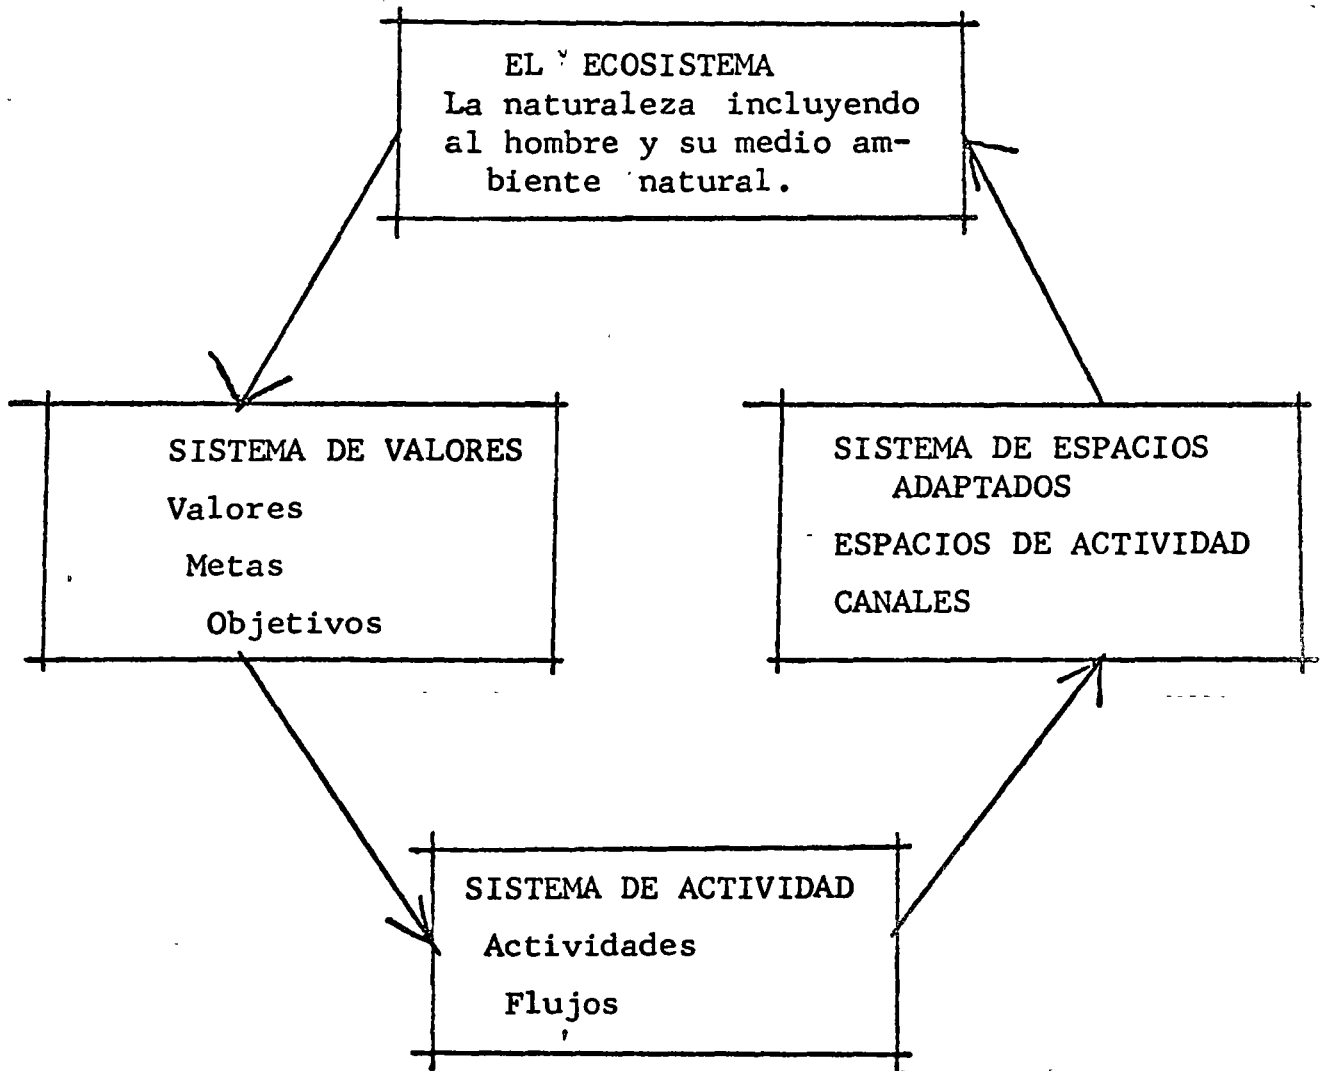 EL ECOSISTEMA
La naturaleza incluyendo
al hombre y su medio am-
biente natural.
SISTEMA DE VALORES
Valores
Metas
Objetivos
SISTEMA DE ESPACIOS
ADAPTADOS
ESPACIOS DE ACTIVIDAD
CANALES
SISTEMA DE ACTIVIDAD
Actividades
Flujos